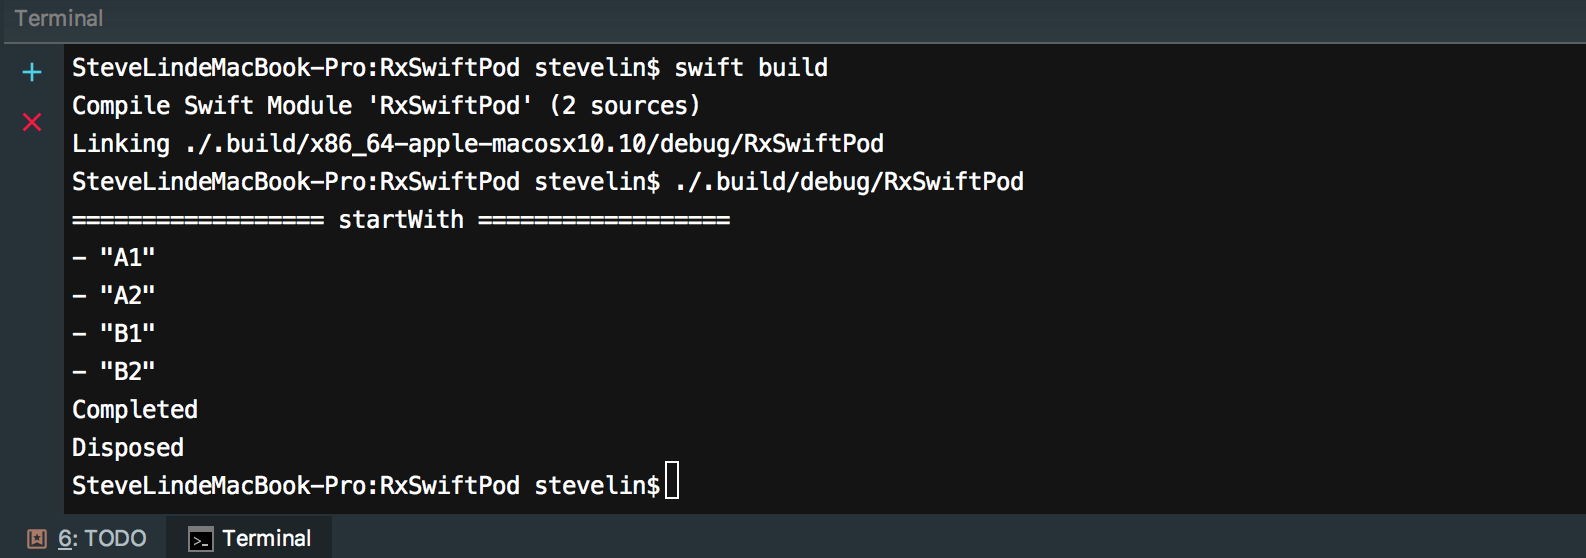 Terminal
SteveLindeMacBook-Pro:RxSwiftPod stevelin$ swift build
Compile Swift Module 'RxSwiftPod' (2 sources)
Linking ./.build/x86_64-apple-macosx10.10/debug/RxSwiftPod
SteveLindeMacBook-Pro:RxSwiftPod stevelin$ ./.build/debug/RxSwiftPod
================== startWith ==================
- "A1"
- "A2"
- "B1"
- "B2"
Completed
Disposed
SteveLindeMacBook-Pro:RxSwiftPod stevelin$
6: TODO Terminal